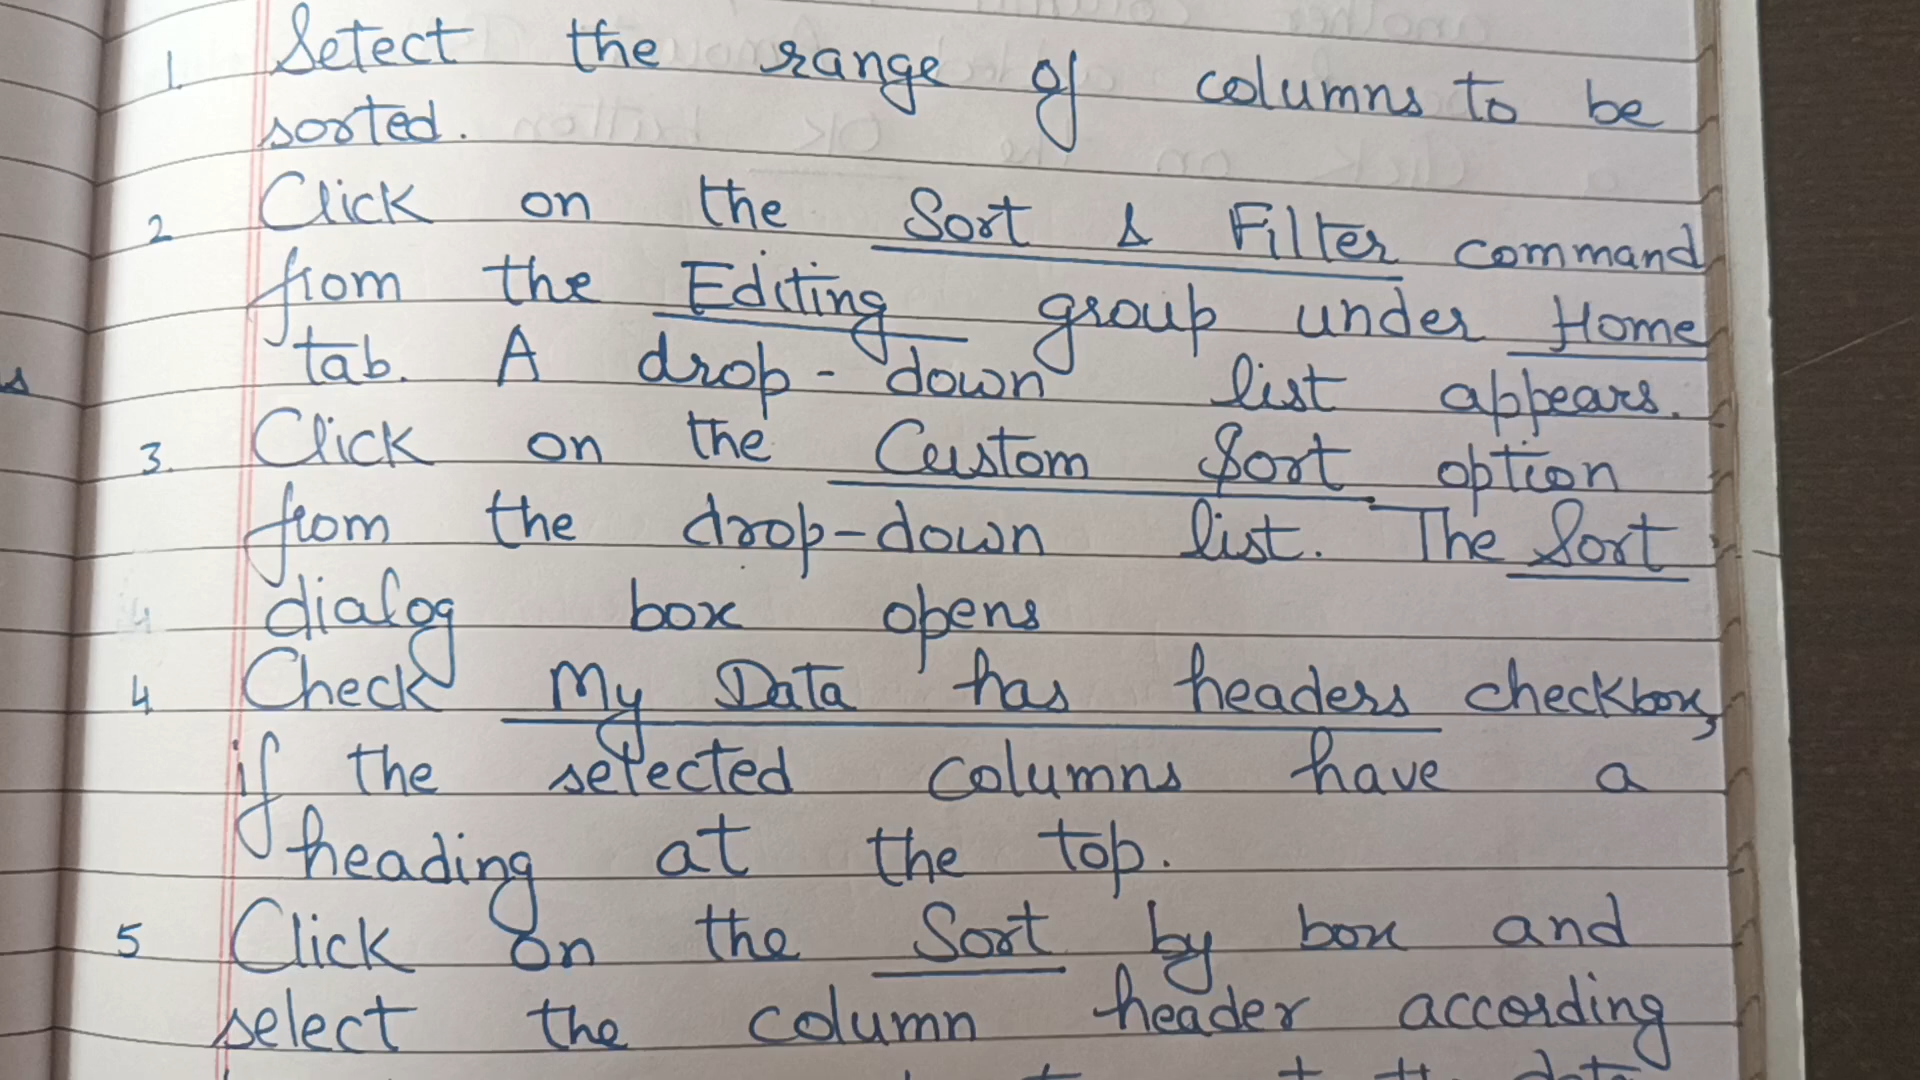 1. Select the range of columns to be
sorted.
2 Click on the Sort & Filter command
from the Editing group under Home
tab. A drop-down list appears.
3. Click on the Custom Sort option
from the drop-down list. The Sort
dialog box opens
4 Check My Data has headers checkbox,
if the selected columns have a
heading at the top.
5 Click on the Sort by box and
select the column header according